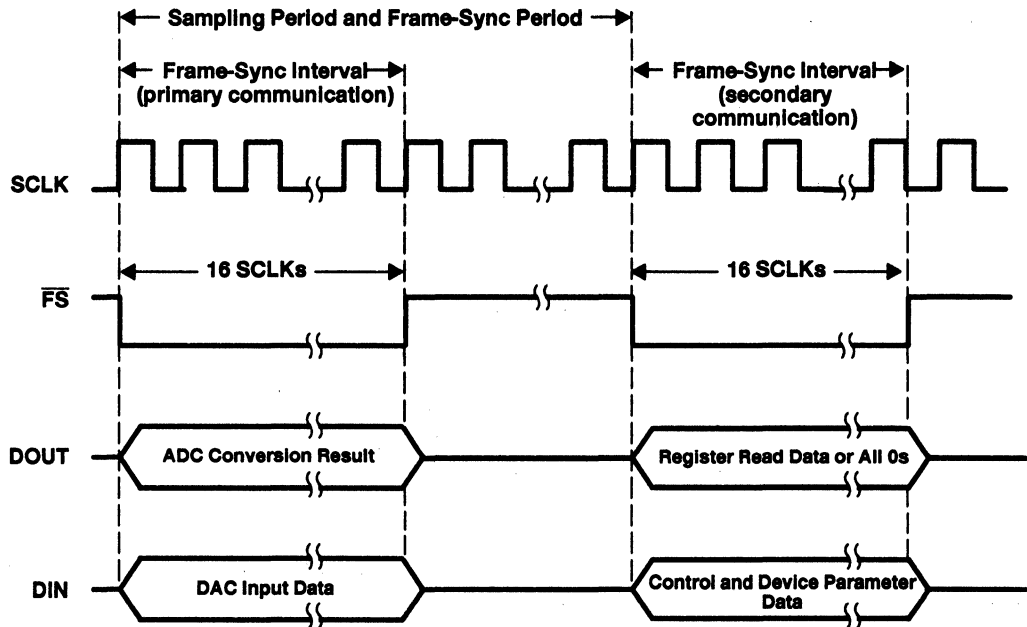 Sampling Period and Frame-Sync Period
Frame-Sync Interval
(primary communication)
Frame-Sync Interval
(secondary
communication)
SCLK
16 SCLKs
16 SCLKs
FS
DOUT
ADC Conversion Result
Register Read Data or All 0s
DIN
DAC Input Data
Control and Device Parameter
Data